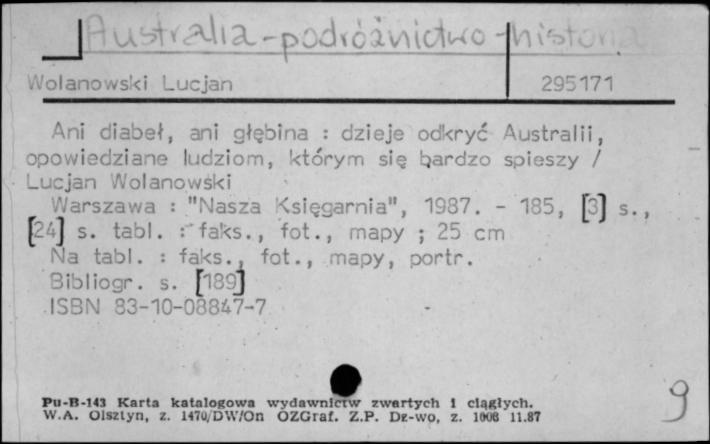 Australia - podróżnictwo - historia
Wolanowski Lucjan 295171
Ani diabeł, ani głębina : dzieje odkryć Australii,
opowiedziane ludziom, którym się bardzo spieszy /
Lucjan Wolanowski
Warszawa : "Nasza Księgarnia", 1987. - 185, [3] s.,
[24] s. tabl. : faks., fot., mapy ; 25 cm
Na tabl. : faks., fot., mapy, portr.
Bibliogr. s. [189]
ISBN 83-10-08847-7
Pu-B-143 Karta katalogowa wydawnictw zwartych i ciągłych.
W.A. Olsztyn, z. 1470/DW/On OZGraf. Z.P. Dz-wo, z. 1008 11.87
9